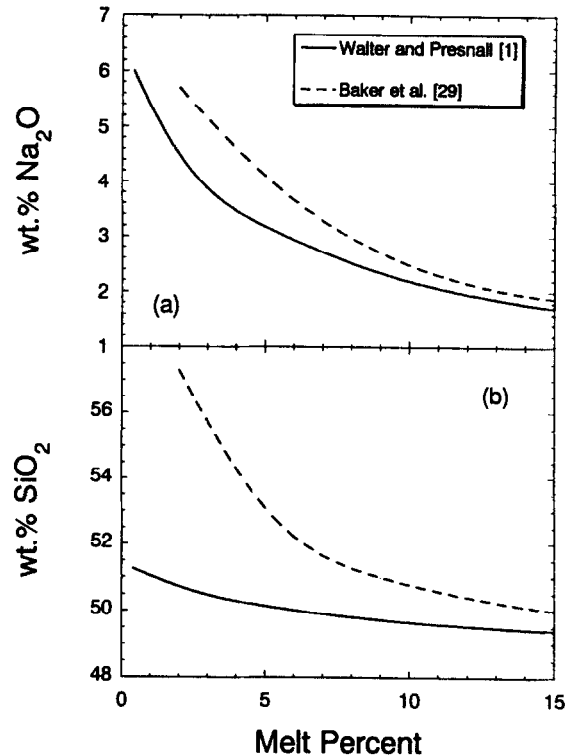 7
Walter and Presnall [1]
Baker et al. [29]
6
5
4
3
2
1
wt.% Na₂O
(a)
(b)
56
54
52
50
48
wt.% SiO₂
0 5 10 15
Melt Percent